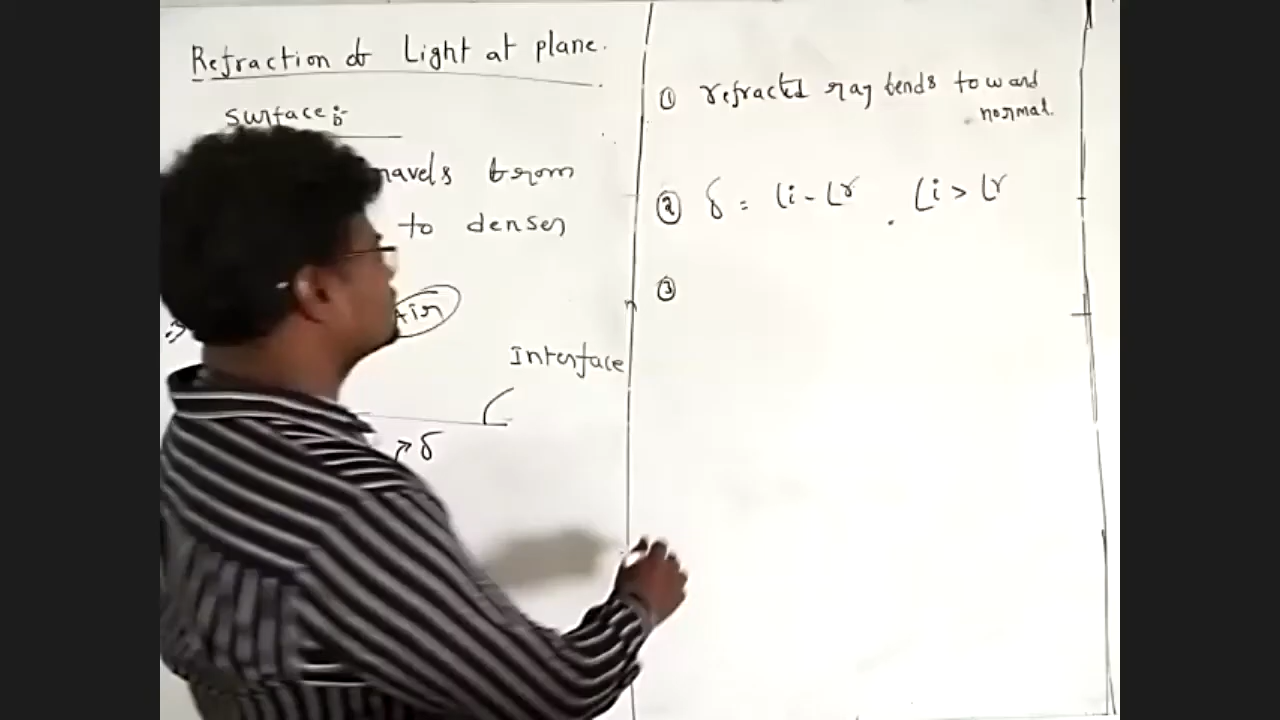 Refraction of Light at plane.
surface :-
travels from
to denser
Air
Interface
δ
① refracted ray bends toward
normal.
② δ = ∠i - ∠r . ∠i > ∠r
③